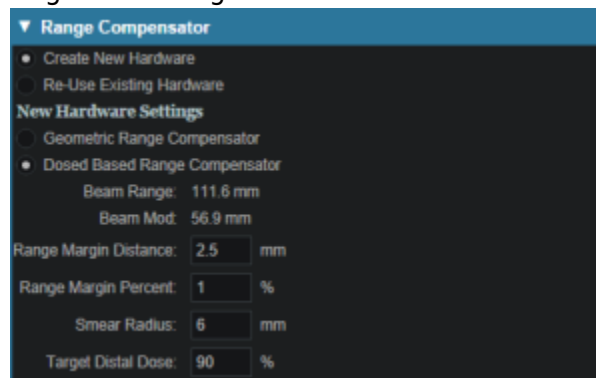 ▼ Range Compensator
Create New Hardware
Re-Use Existing Hardware
New Hardware Settings
Geometric Range Compensator
Dosed Based Range Compensator
Beam Range: 111.6 mm
Beam Mod: 56.9 mm
Range Margin Distance: 2.5 mm
Range Margin Percent: 1 %
Smear Radius: 6 mm
Target Distal Dose: 90 %